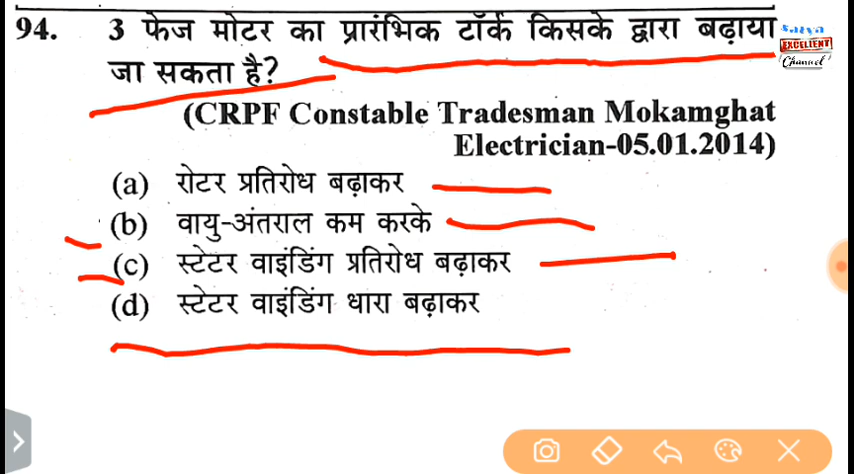 94. 3 फेज मोटर का प्रारंभिक टॉर्क किसके द्वारा बढ़ाया
जा सकता है?
(CRPF Constable Tradesman Mokamghat
Electrician-05.01.2014)
(a) रोटर प्रतिरोध बढ़ाकर
(b) वायु-अंतराल कम करके
(c) स्टेटर वाइंडिंग प्रतिरोध बढ़ाकर
(d) स्टेटर वाइंडिंग धारा बढ़ाकर
EXCELLENT
Channel